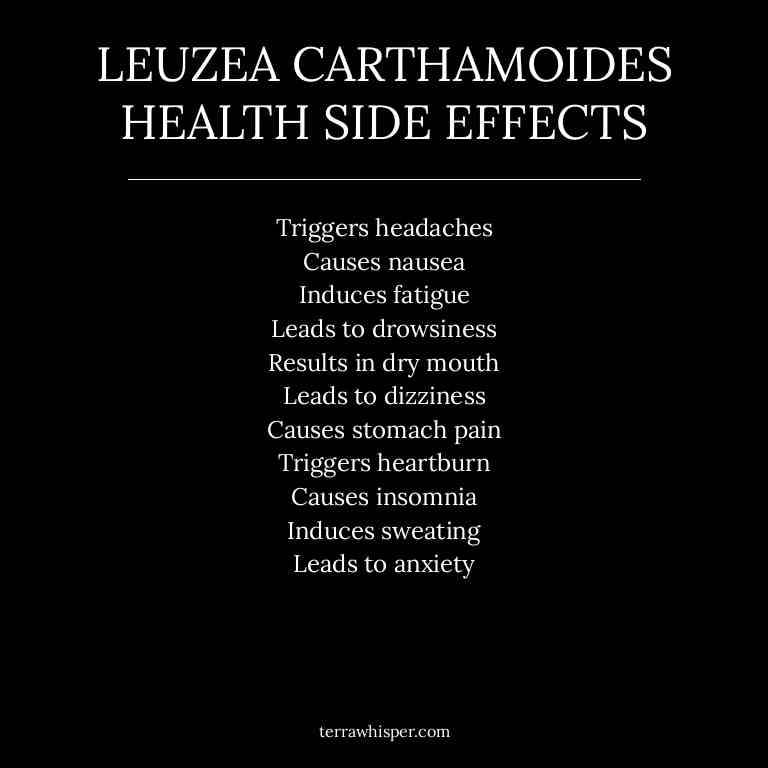 LEUZEA CARTHAMOIDES
HEALTH SIDE EFFECTS
Triggers headaches
Causes nausea
Induces fatigue
Leads to drowsiness
Results in dry mouth
Leads to dizziness
Causes stomach pain
Triggers heartburn
Causes insomnia
Induces sweating
Leads to anxiety
terrawhisper.com